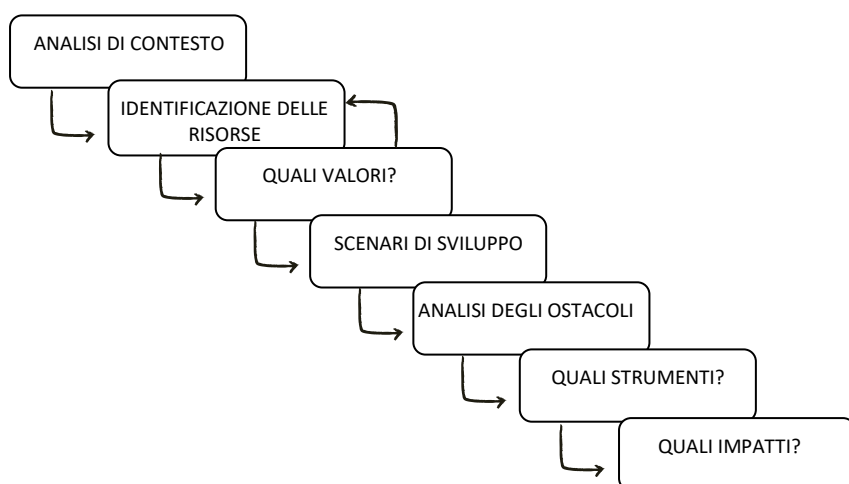 ANALISI DI CONTESTO
IDENTIFICAZIONE DELLE
RISORSE
QUALI VALORI?
SCENARI DI SVILUPPO
ANALISI DEGLI OSTACOLI
QUALI STRUMENTI?
QUALI IMPATTI?